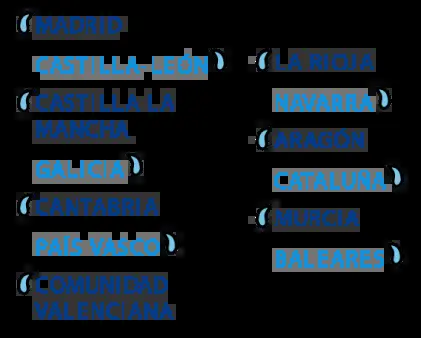 MADRID
CASTILLA-LEÓN
CASTILLA LA
MANCHA
GALICIA
CANTABRIA
PAÍS VASCO
COMUNIDAD
VALENCIANA
LA RIOJA
NAVARRA
ARAGÓN
CATALUÑA
MURCIA
BALEARES